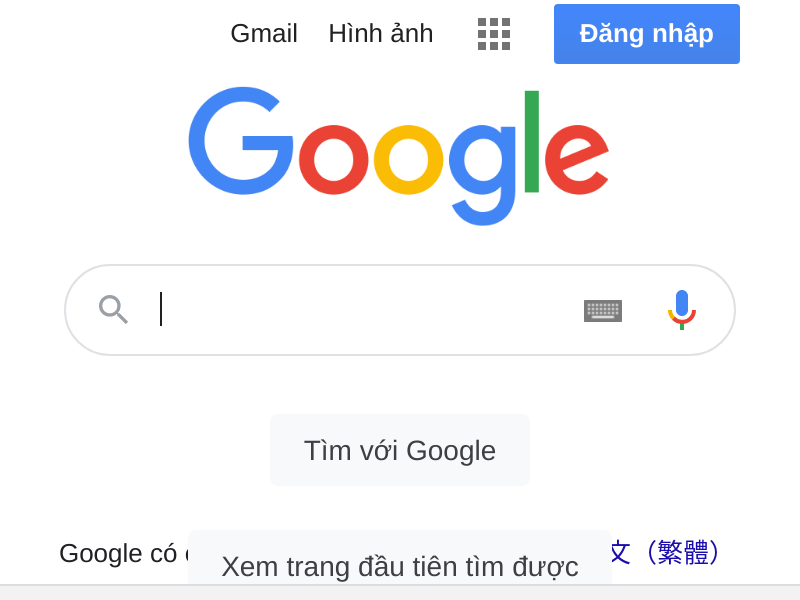 Gmail Hình ảnh Đăng nhập
Google
Tìm với Google
Google có 文（繁體）
Xem trang đầu tiên tìm được